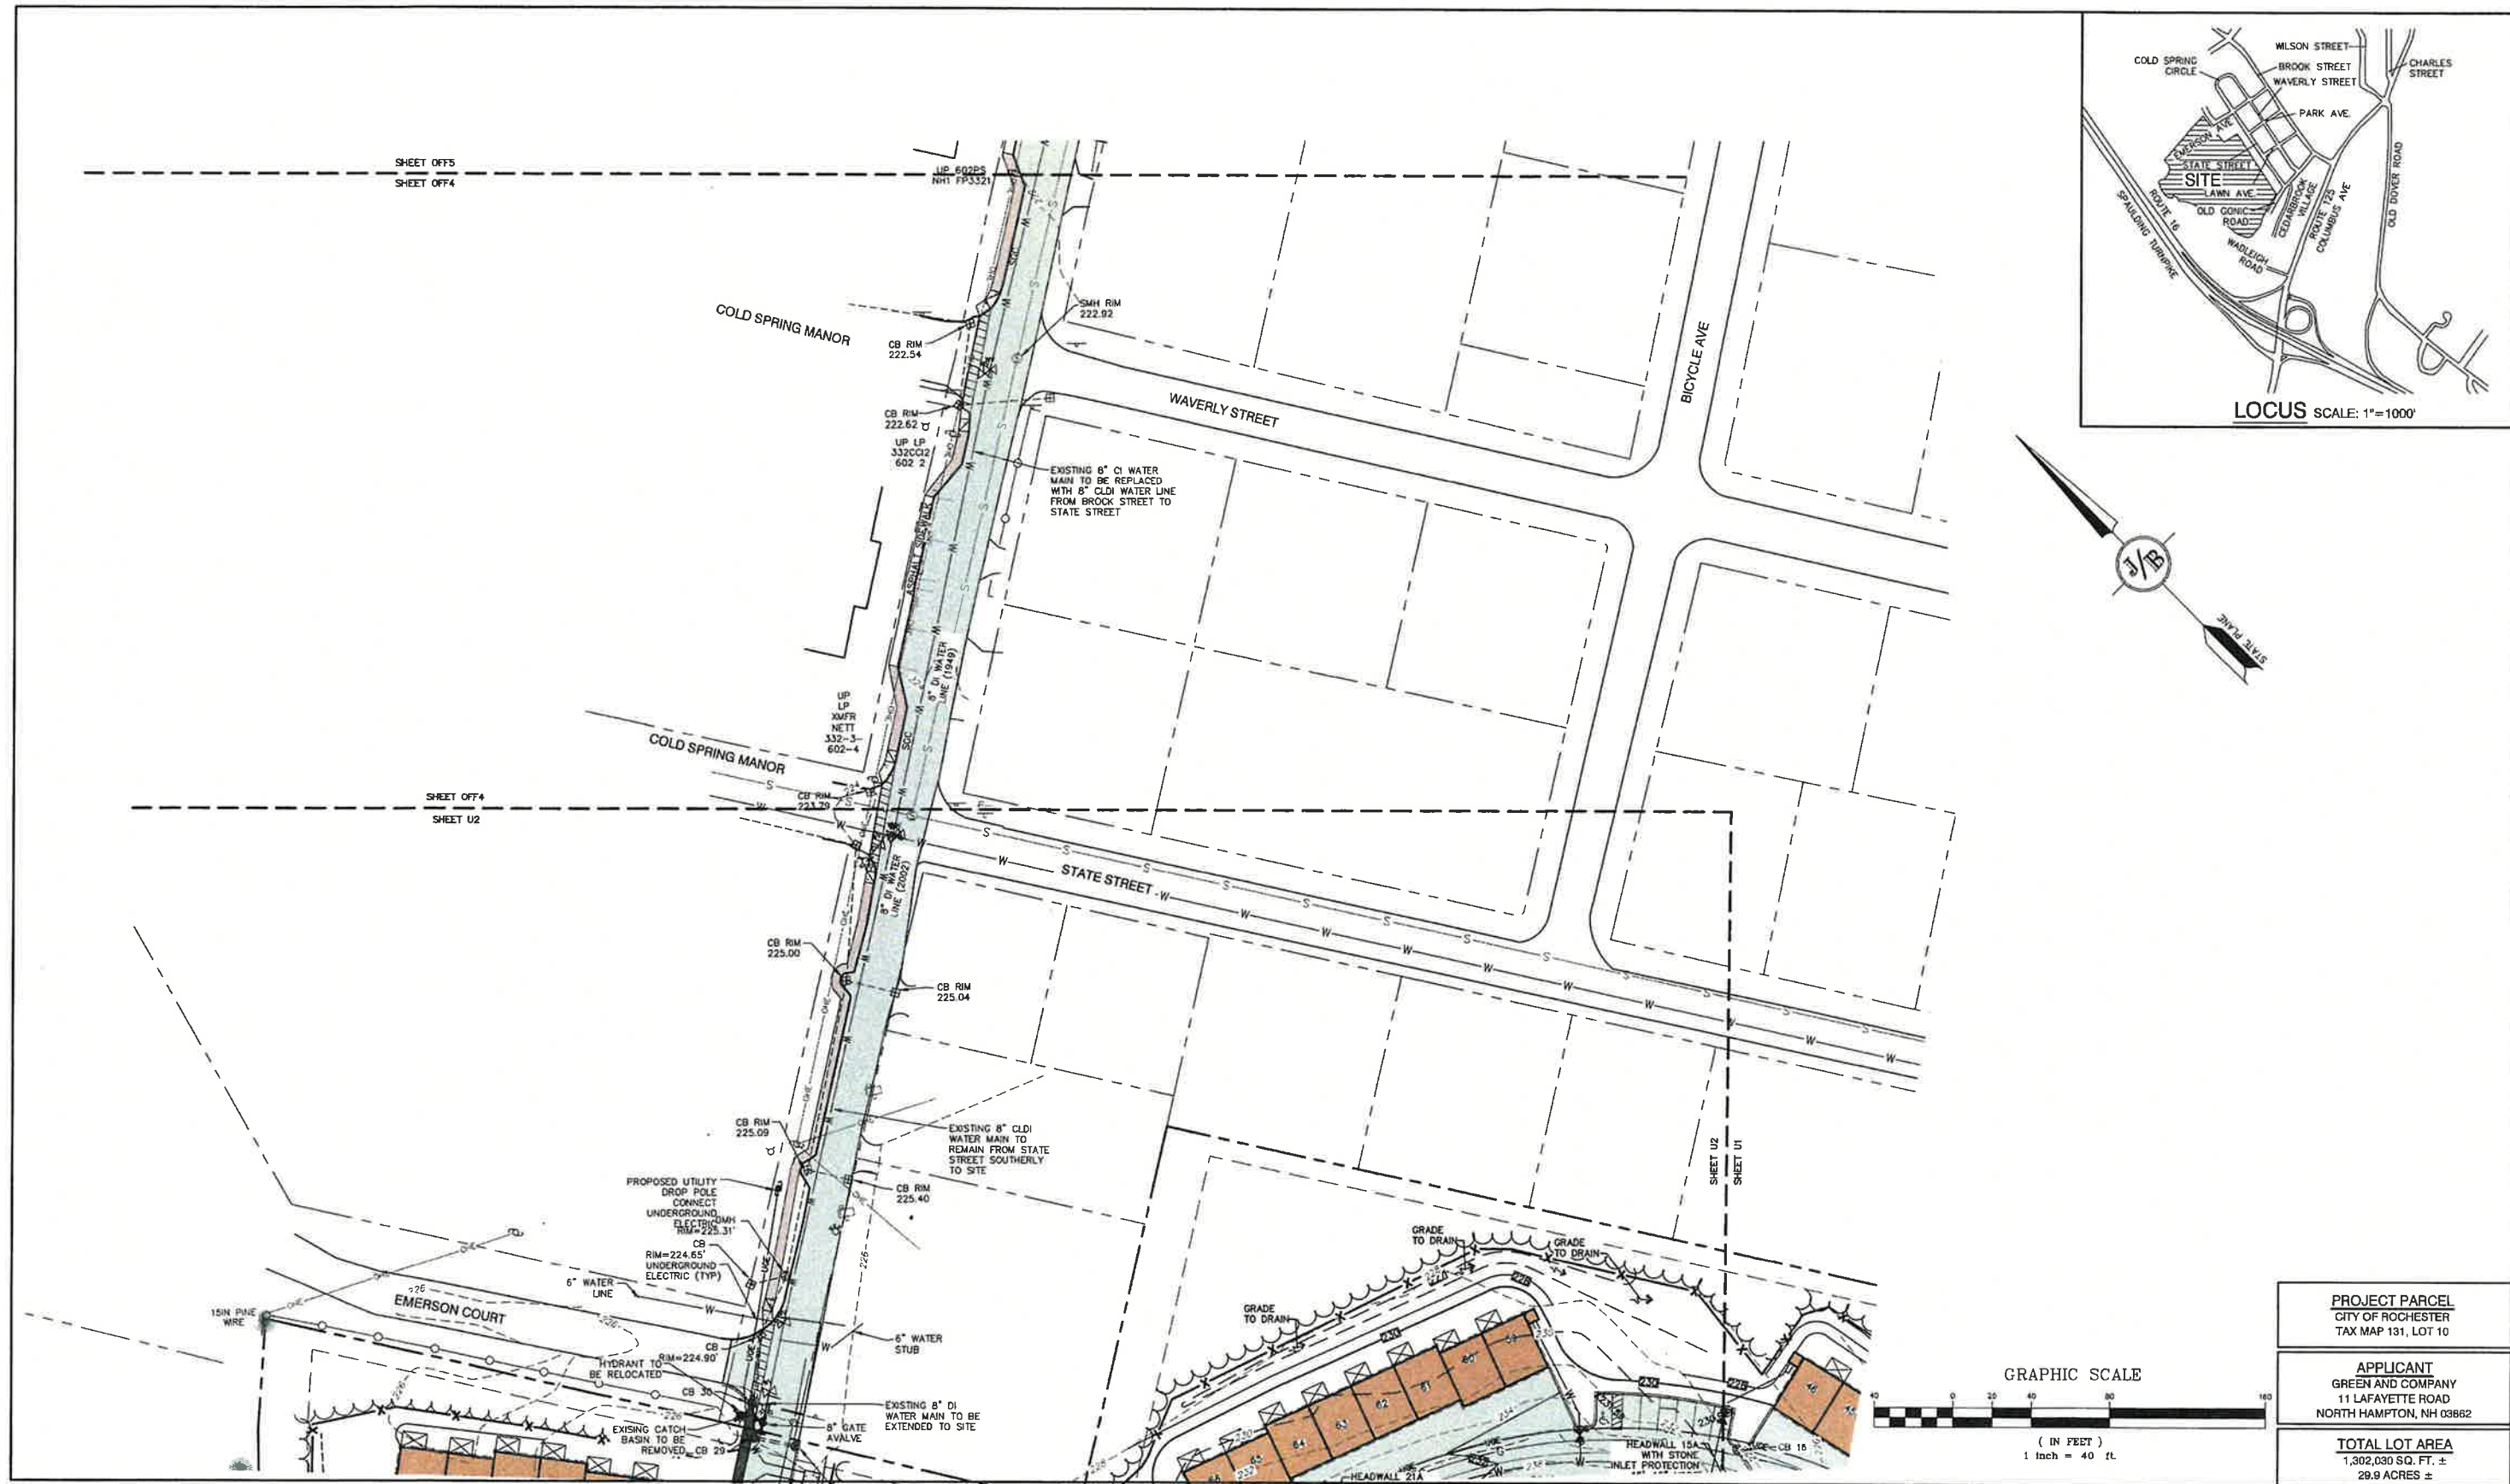 SHEET OFF5
SHEET OFF4
UP 602PS
NH1 FP3321
COLD SPRING MANOR
CB RIM
222.54
SMH RIM
222.92
CB RIM
222.62
UP LP
332CCI2
602 2
WAVERLY STREET
BICYCLE AVE
EXISTING 6" CI WATER
MAIN TO BE REPLACED
WITH 8" CLDI WATER LINE
FROM BROCK STREET TO
STATE STREET
ASPHALT SIDEWALK
LINE (1949)
UP
LP
XMFR
NETT
332-3-
602-4
SGC
COLD SPRING MANOR
CB RIM
223.79
SHEET OFF4
SHEET U2
8" DI WATER
LINE (2002)
STATE STREET
CB RIM
225.00
CB RIM
225.04
CB RIM
225.09
EXISTING 8" CLDI
WATER MAIN TO
REMAIN FROM STATE
STREET SOUTHERLY
TO SITE
CB RIM
225.40
PROPOSED UTILITY
DROP POLE
CONNECT
UNDERGROUND
ELECTRIC
DMH
RIM=225.31'
CB
RIM=224.65'
UNDERGROUND
ELECTRIC (TYP)
6" WATER
LINE
EMERSON COURT
15IN PINE
WIRE
6" WATER
STUB
CB
RIM=224.90'
HYDRANT TO
BE RELOCATED
CB 30
EXISING CATCH
BASIN TO BE
REMOVED
CB 29
8" GATE
AVALVE
EXISTING 8" DI
WATER MAIN TO BE
EXTENDED TO SITE
SHEET U2
SHEET U1
GRADE
TO DRAIN
GRADE
TO DRAIN
GRADE
TO DRAIN
64
63
62
61
60
59
46
HEADWALL 15A
WITH STONE
INLET PROTECTION
HEADWALL 21A
CB 16
COLD SPRING
CIRCLE
WILSON STREET
BROOK STREET
WAVERLY STREET
CHARLES
STREET
PARK AVE.
EMERSON AVE
STATE STREET
SITE
LAWN AVE.
OLD GONIC
ROAD
CEDARBROOK
VILLAGE
ROUTE 125
COLUMBUS AVE
OLD DOVER ROAD
WADLEIGH
ROAD
ROUTE 16
SPAULDING TURNPIKE
LOCUS SCALE: 1"=1000'
J/B
STATE PLANE
GRAPHIC SCALE
40 0 20 40 80 160
( IN FEET )
1 inch = 40 ft.
PROJECT PARCEL
CITY OF ROCHESTER
TAX MAP 131, LOT 10
APPLICANT
GREEN AND COMPANY
11 LAFAYETTE ROAD
NORTH HAMPTON, NH 03862
TOTAL LOT AREA
1,302,030 SQ. FT. ±
29.9 ACRES ±